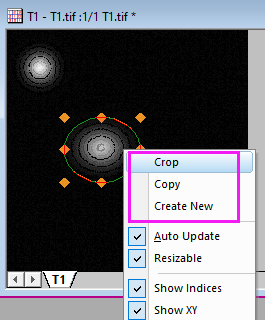 T1 - T1.tif :1/1 T1.tif *
Crop
Copy
Create New
Auto Update
Resizable
Show Indices
Show XY
T1